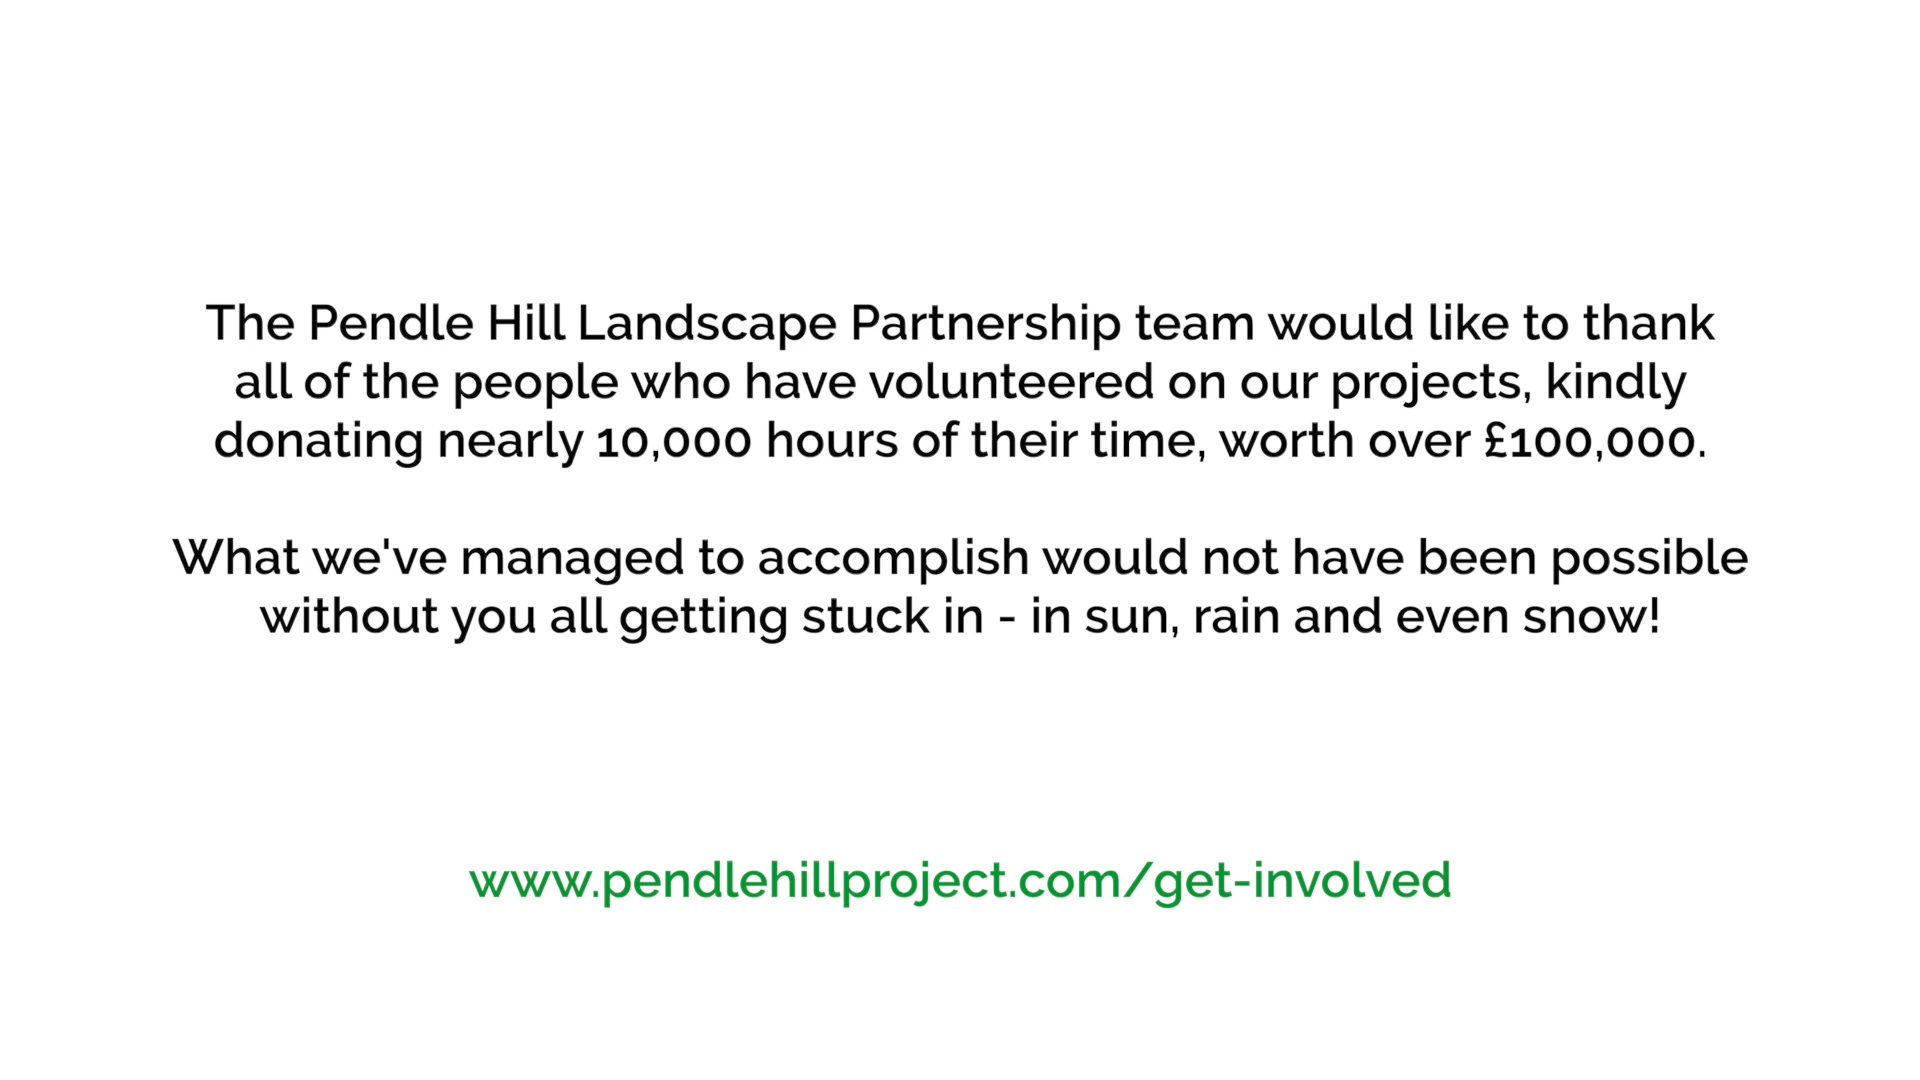 The Pendle Hill Landscape Partnership team would like to thank
all of the people who have volunteered on our projects, kindly
donating nearly 10,000 hours of their time, worth over £100,000.
What we've managed to accomplish would not have been possible
without you all getting stuck in - in sun, rain and even snow!
www.pendlehillproject.com/get-involved